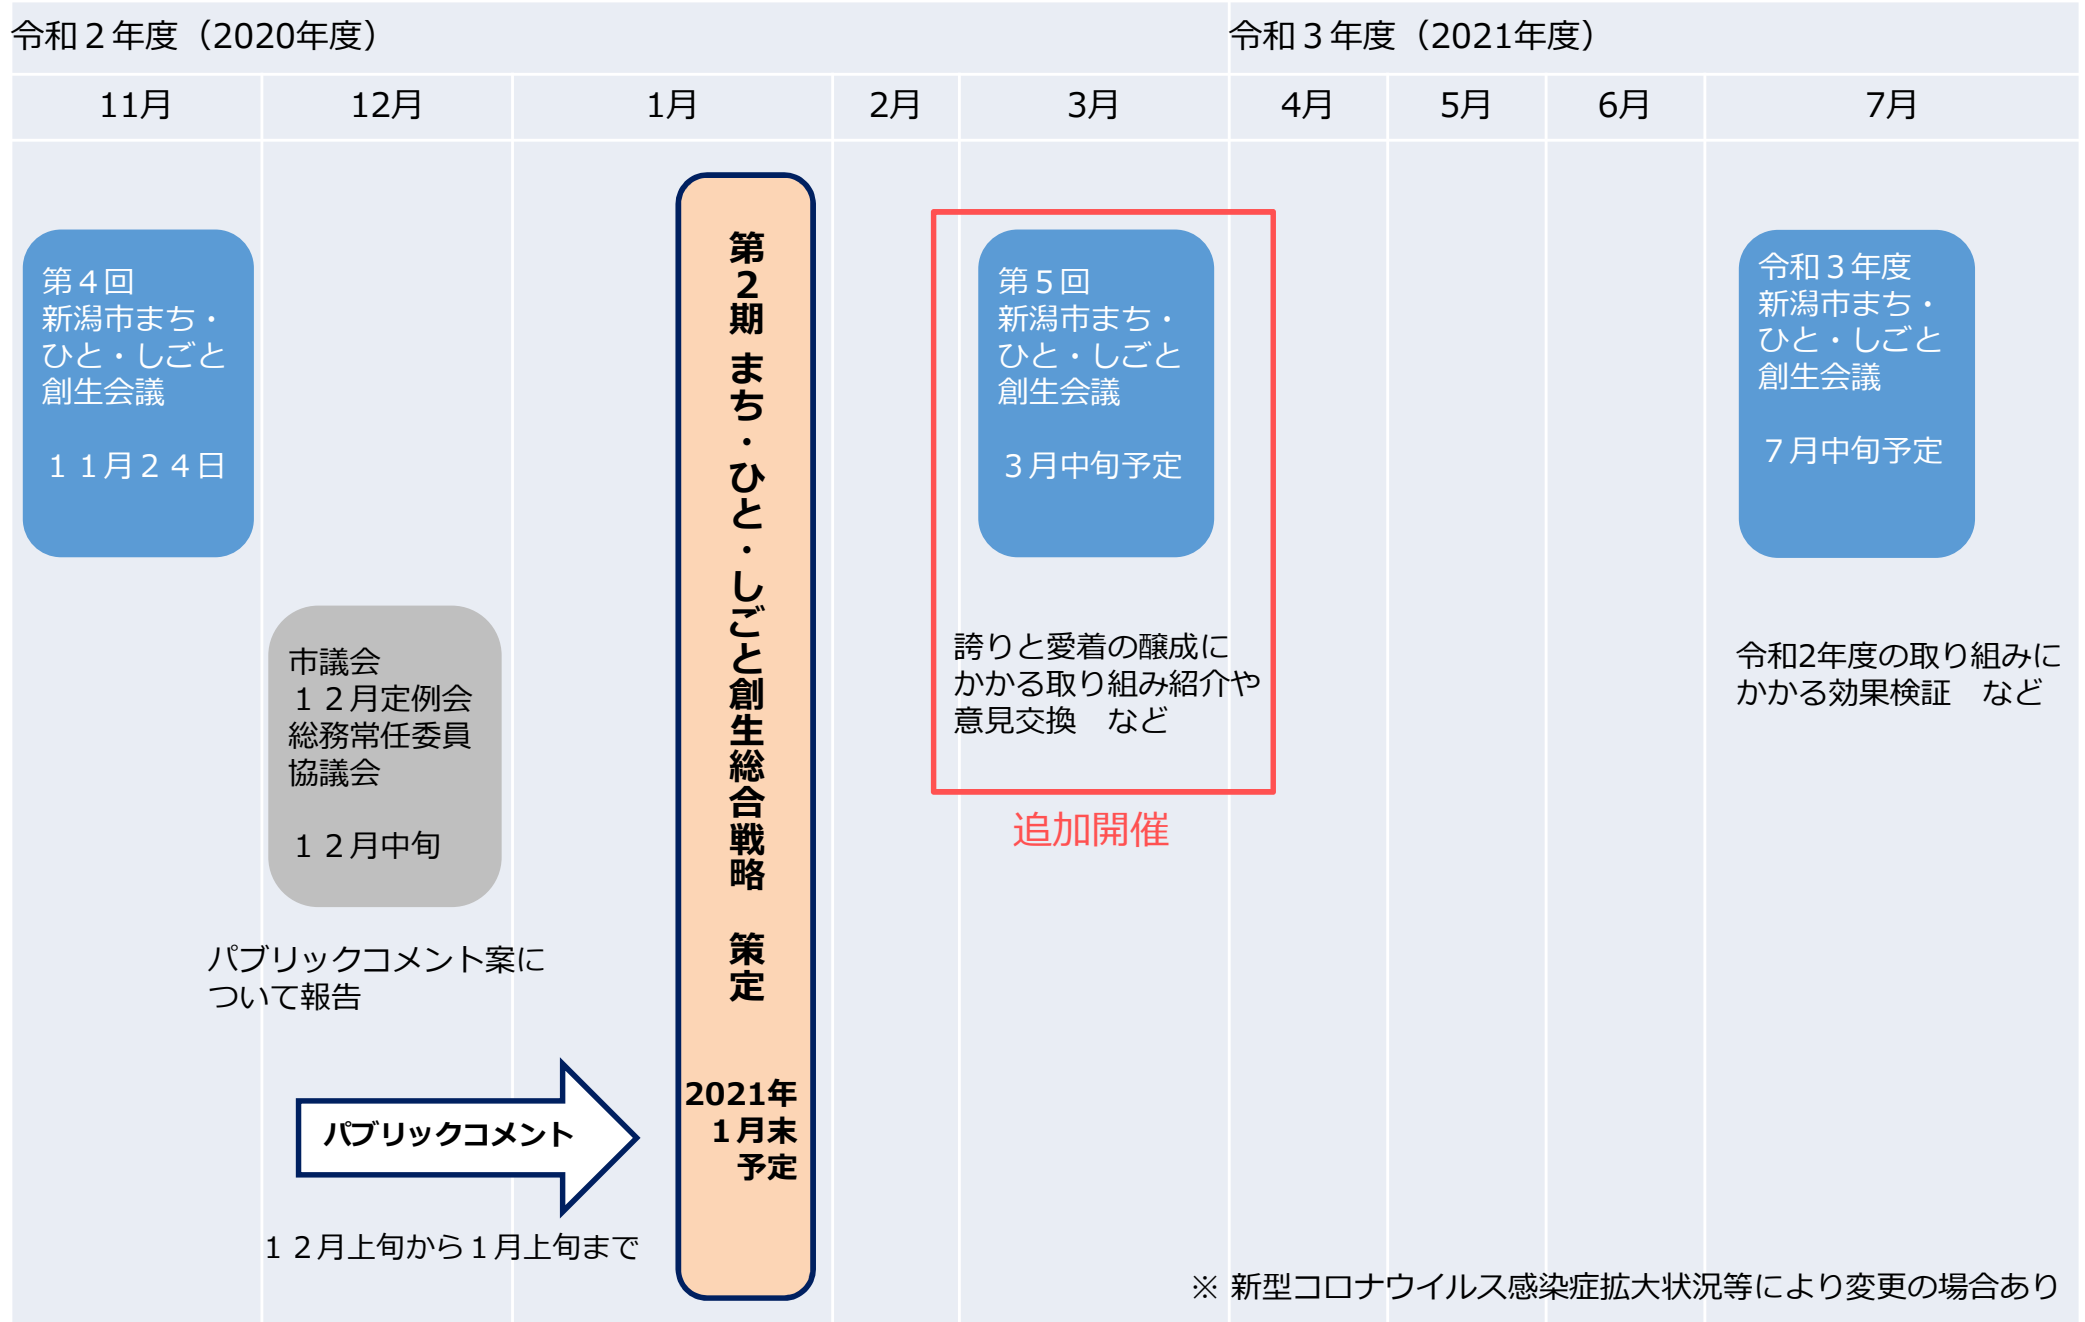 令和２年度（2020年度）
令和３年度（2021年度）
11月
12月
1月
2月
3月
4月
5月
6月
7月
第４回
新潟市まち・
ひと・しごと
創生会議
１１月２４日
市議会
１２月定例会
総務常任委員
協議会
１２月中旬
パブリックコメント案に
ついて報告
パブリックコメント
１２月上旬から１月上旬まで
第２期 まち・ひと・しごと創生総合戦略　策定
2021年
１月末
予定
第５回
新潟市まち・
ひと・しごと
創生会議
３月中旬予定
誇りと愛着の醸成に
かかる取り組み紹介や
意見交換　など
追加開催
令和３年度
新潟市まち・
ひと・しごと
創生会議
７月中旬予定
令和2年度の取り組みに
かかる効果検証　など
※ 新型コロナウイルス感染症拡大状況等により変更の場合あり